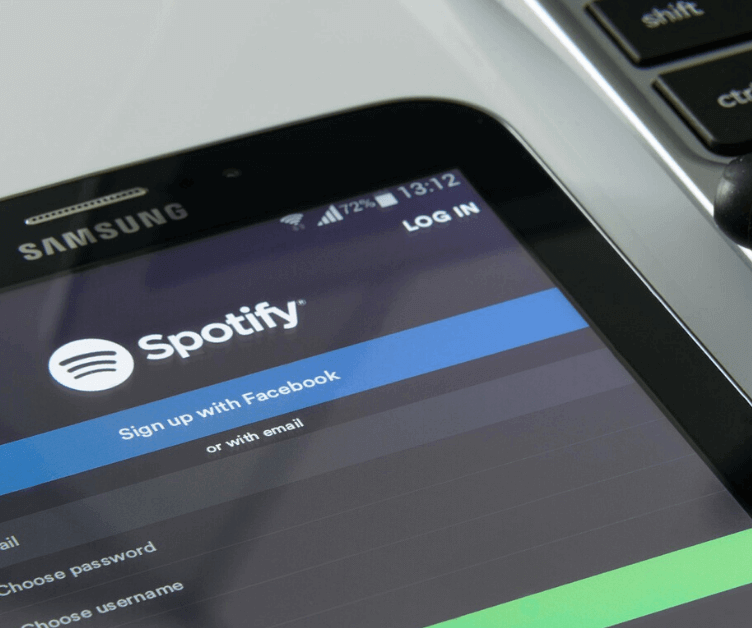 shift
ctr
SAMSUNG
72% 13:12
LOG IN
Spotify®
Sign up with Facebook
or with email
ail
Choose password
Choose username